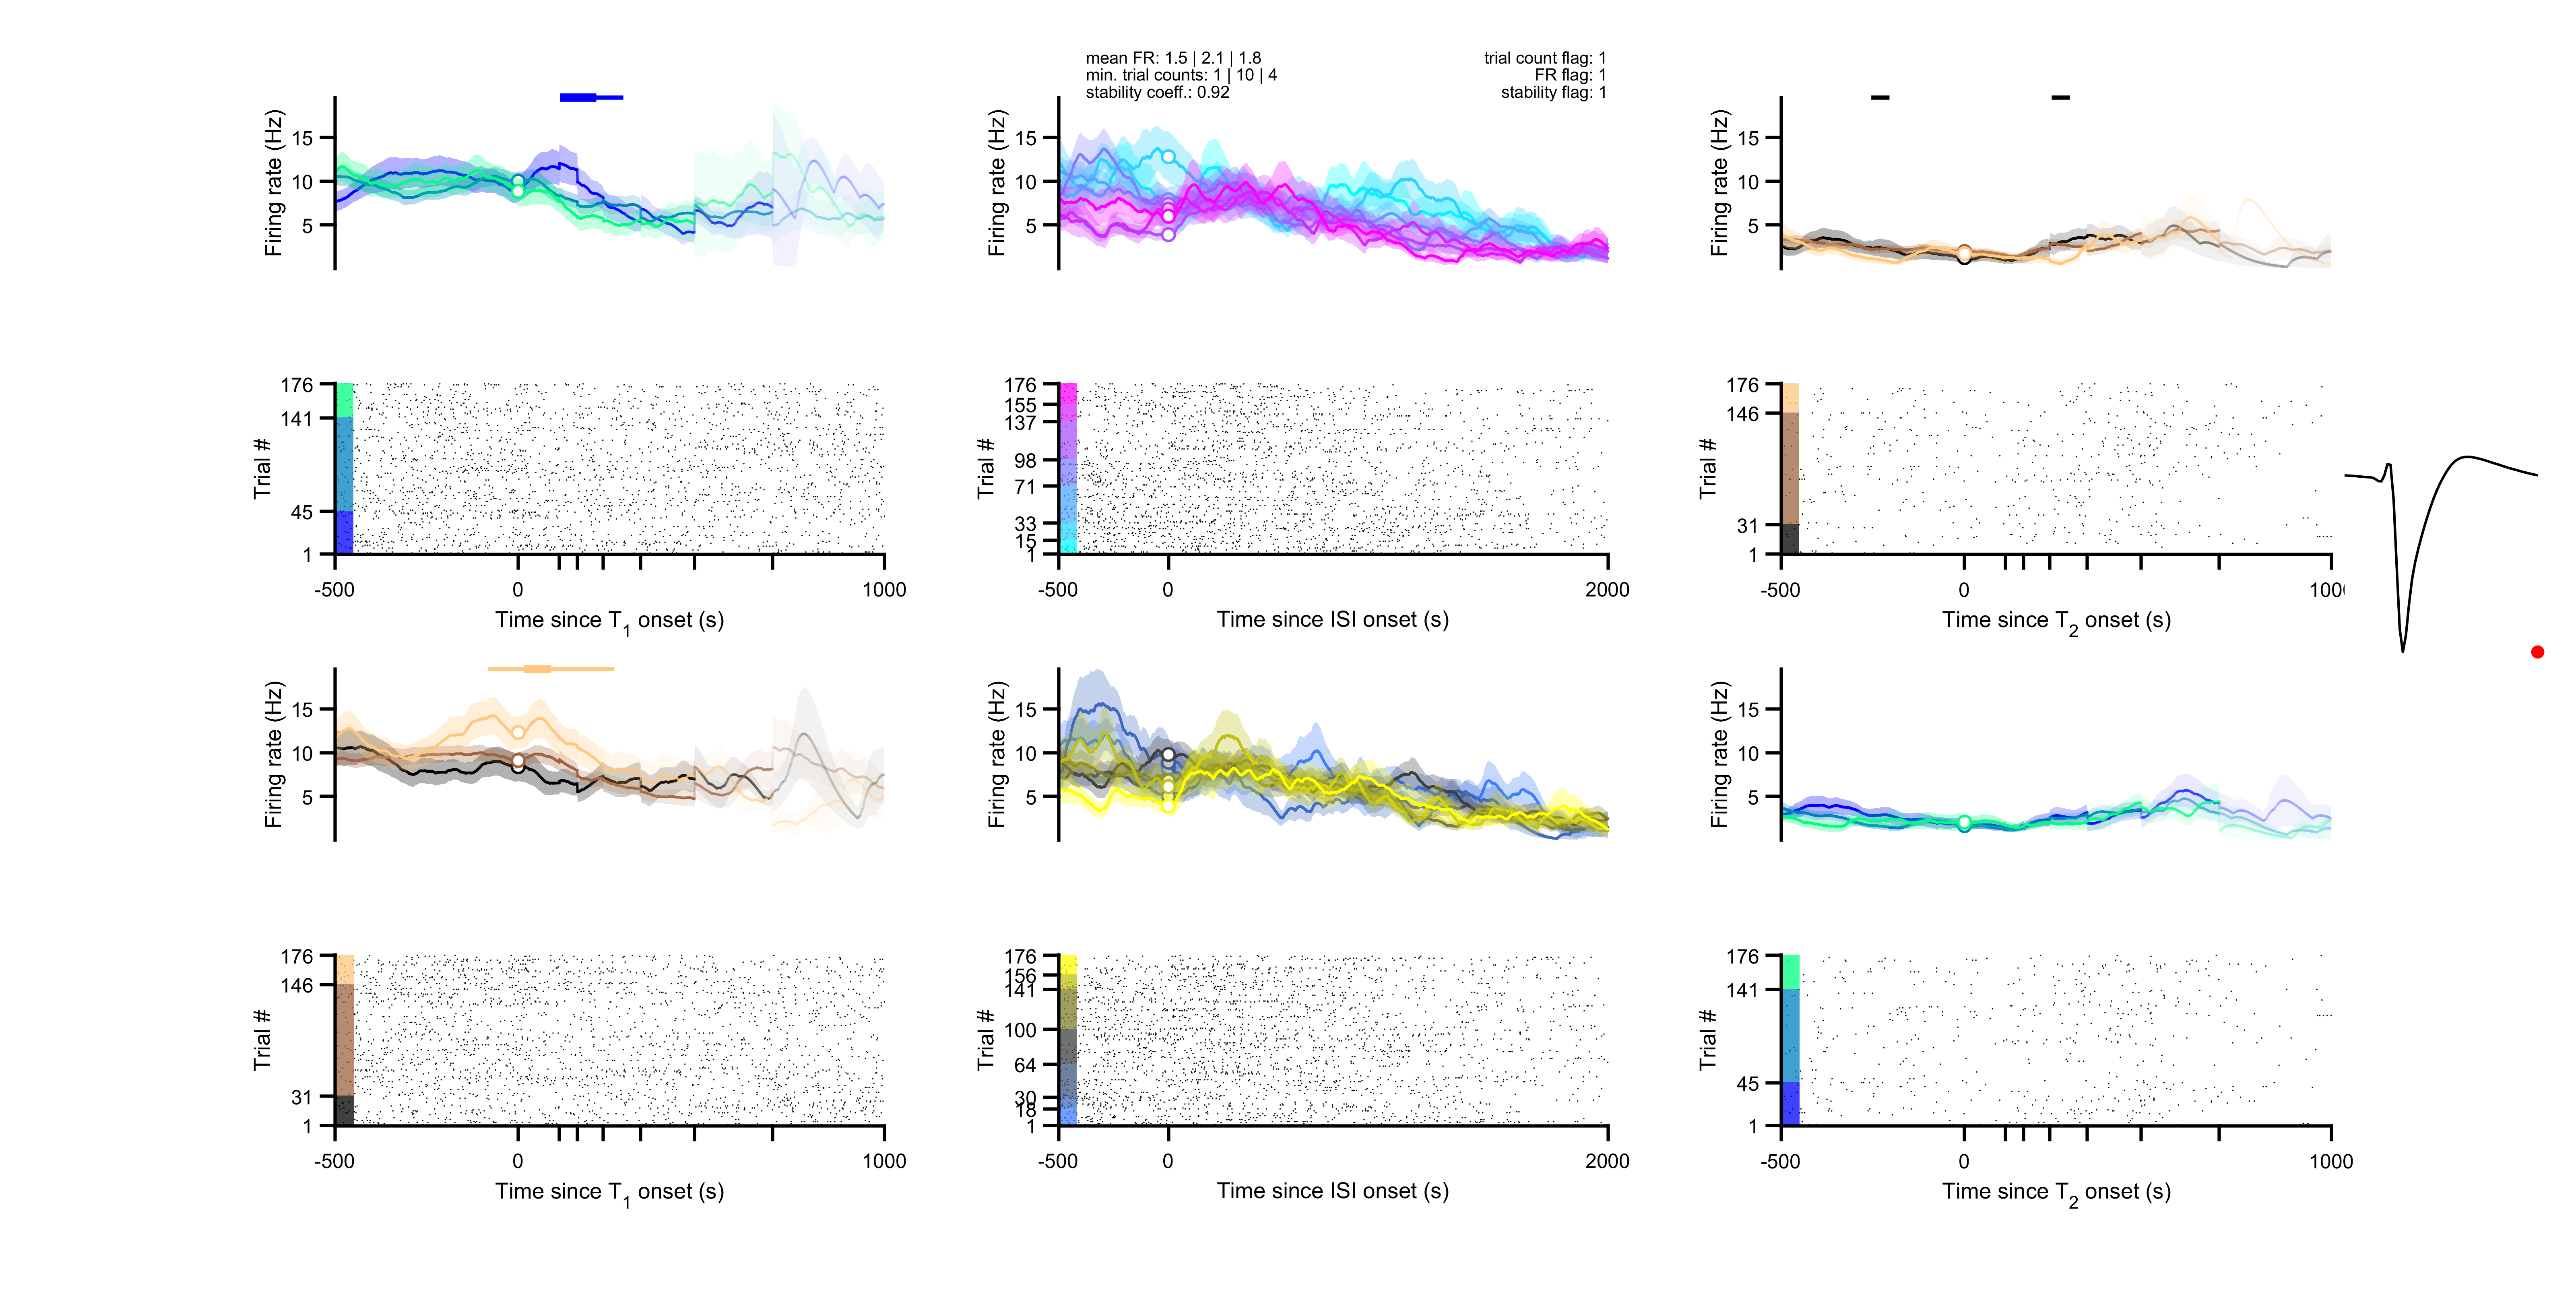 mean FR: 1.5 | 2.1 | 1.8
min. trial counts: 1 | 10 | 4
stability coeff.: 0.92
trial count flag: 1
FR flag: 1
stability flag: 1
Firing rate (Hz)
15
10
5
Firing rate (Hz)
15
10
5
Firing rate (Hz)
15
10
5
Trial #
176
141
45
1
-500
0
1000
Time since T1 onset (s)
Trial #
176
155
137
98
71
33
15
1
-500
0
2000
Time since ISI onset (s)
Trial #
176
146
31
1
-500
0
1000
Time since T2 onset (s)
Firing rate (Hz)
15
10
5
Firing rate (Hz)
15
10
5
Firing rate (Hz)
15
10
5
Trial #
176
146
31
1
-500
0
1000
Time since T1 onset (s)
Trial #
176
156
141
100
64
30
18
1
-500
0
2000
Time since ISI onset (s)
Trial #
176
141
45
1
-500
0
1000
Time since T2 onset (s)